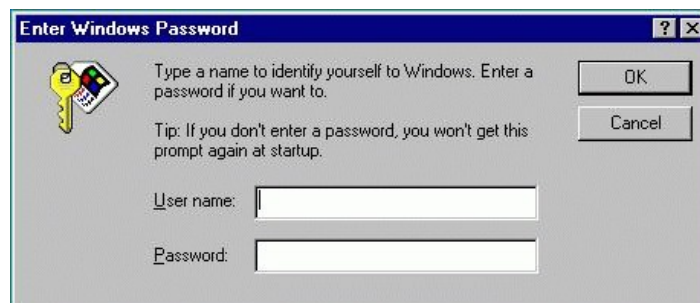 Enter Windows Password
? ×
Type a name to identify yourself to Windows. Enter a
password if you want to.
OK
Tip: If you don't enter a password, you won't get this
prompt again at startup.
Cancel
User name:
Password: